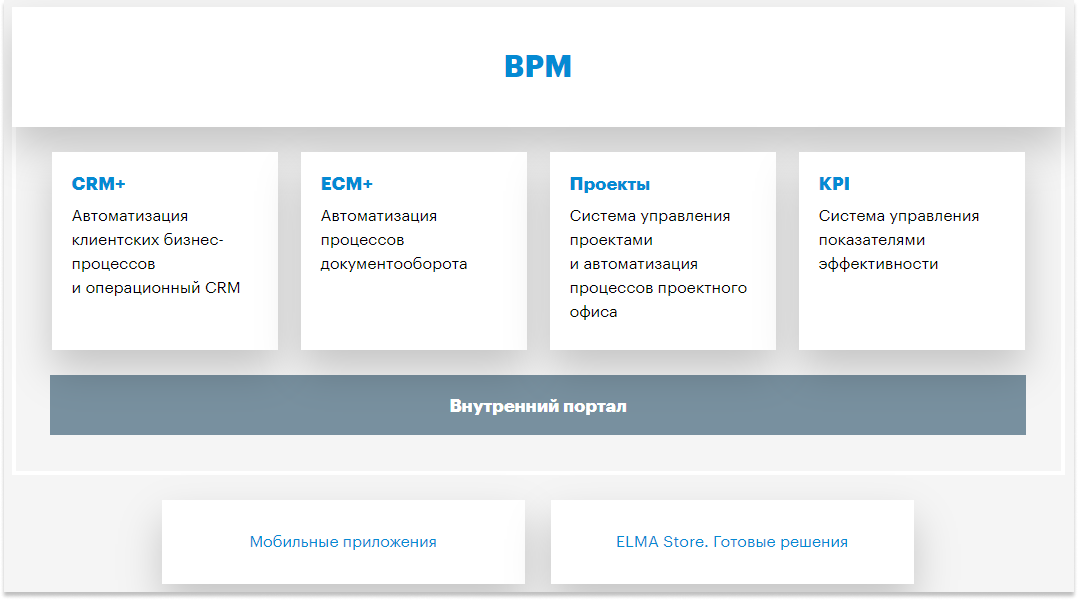 BPM
CRM+
Автоматизация
клиентских бизнес-
процессов
и операционный CRM
ECM+
Автоматизация
процессов
документооборота
Проекты
Система управления
проектами
и автоматизация
процессов проектного
офиса
KPI
Система управления
показателями
эффективности
Внутренний портал
Мобильные приложения
ELMA Store. Готовые решения